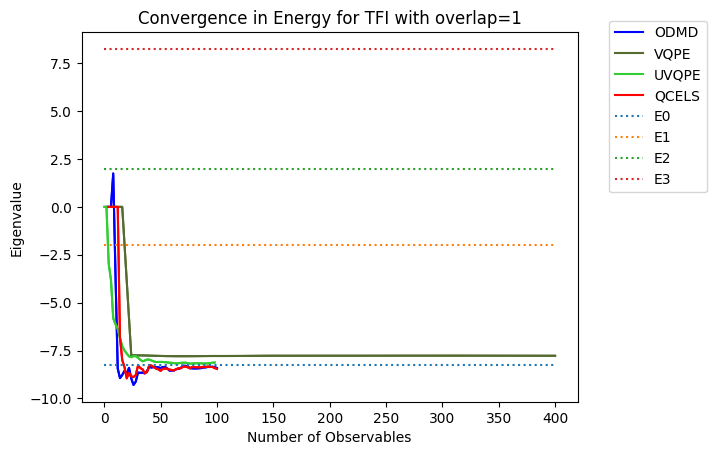 Convergence in Energy for TFI with overlap=1
Eigenvalue
7.5
5.0
2.5
0.0
−2.5
−5.0
−7.5
−10.0
0
50
100
150
200
250
300
350
400
Number of Observables
ODMD
VQPE
UVQPE
QCELS
E0
E1
E2
E3